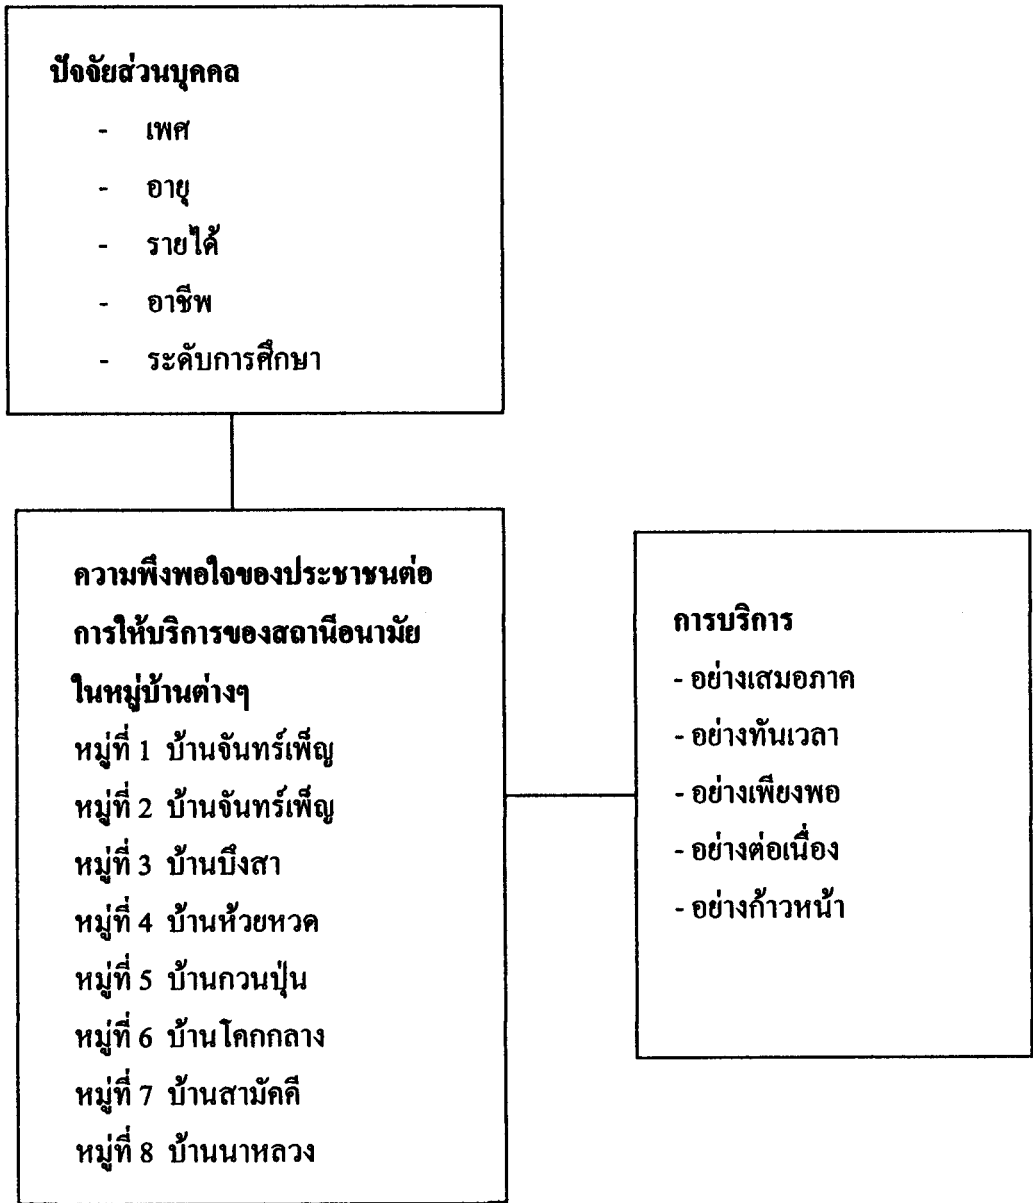 ปัจจัยส่วนบุคคล
- เพศ
- อายุ
- รายได้
- อาชีพ
- ระดับการศึกษา
ความพึงพอใจของประชาชนต่อ
การให้บริการของสถานีอนามัย
ในหมู่บ้านต่างๆ
หมู่ที่ 1 บ้านจันทร์เพ็ญ
หมู่ที่ 2 บ้านจันทร์เพ็ญ
หมู่ที่ 3 บ้านบึงสา
หมู่ที่ 4 บ้านห้วยหวด
หมู่ที่ 5 บ้านกวนปุ่น
หมู่ที่ 6 บ้านโคกกลาง
หมู่ที่ 7 บ้านสามัคคี
หมู่ที่ 8 บ้านนาหลวง
การบริการ
- อย่างเสมอภาค
- อย่างทันเวลา
- อย่างเพียงพอ
- อย่างต่อเนื่อง
- อย่างก้าวหน้า